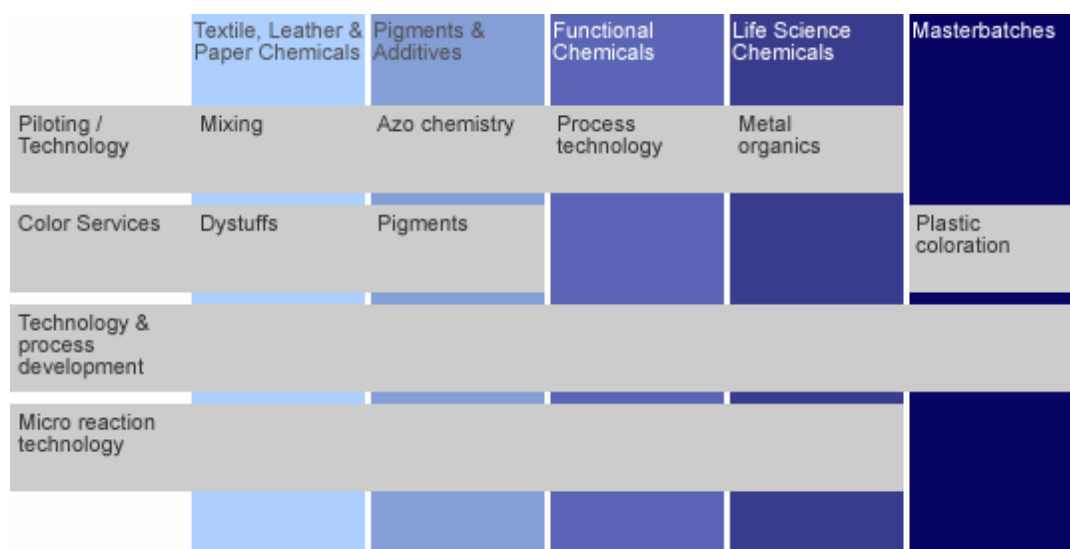 Textile, Leather & Pigments & Functional Life Science Masterbatches
Paper Chemicals Additives Chemicals Chemicals
Piloting / Mixing Azo chemistry Process Metal
Technology technology organics
Color Services Dystuffs Pigments Plastic
coloration
Technology &
process
development
Micro reaction
technology